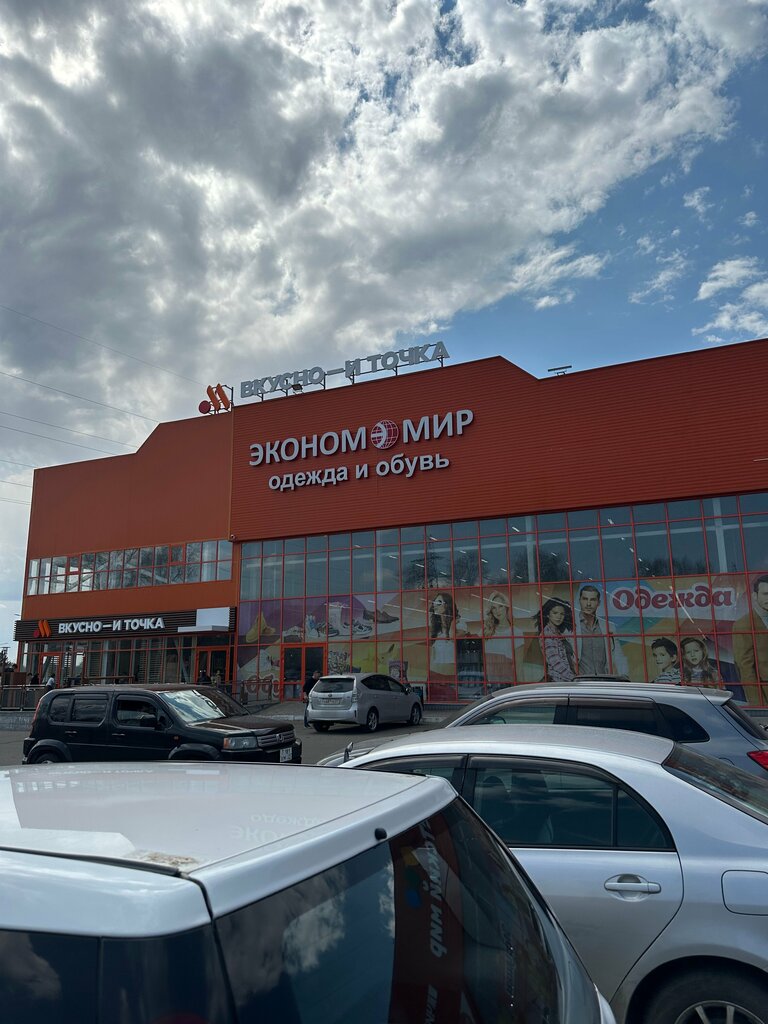 ВКУСНО—И ТОЧКА
ЭКОНОМ МИР
одежда и обувь
ВКУСНО—И ТОЧКА
Одежда